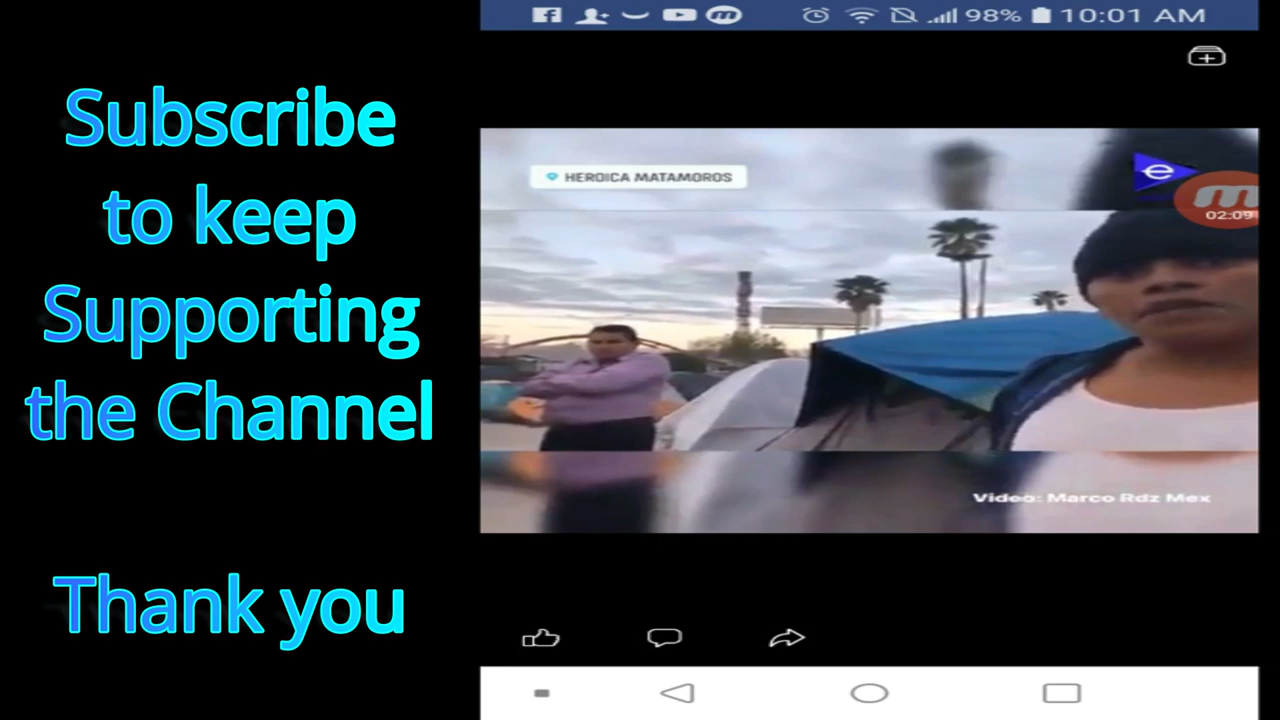 Subscribe
to keep
Supporting
the Channel
Thank you
98% 10:01 AM
HEROICA MATAMOROS
e
m
02:09
Video: Marco Rdz Mex